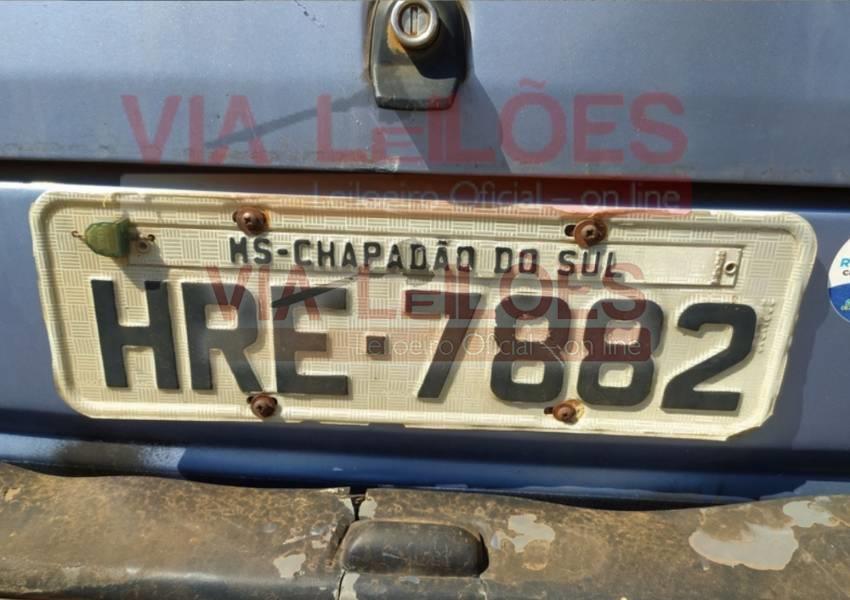 VIA LEILÕES
Leiloeiro Oficial – on line
MS-CHAPADÃO DO SUL
HRE-7882
VIA LEILÕES
Leiloeiro Oficial – on line